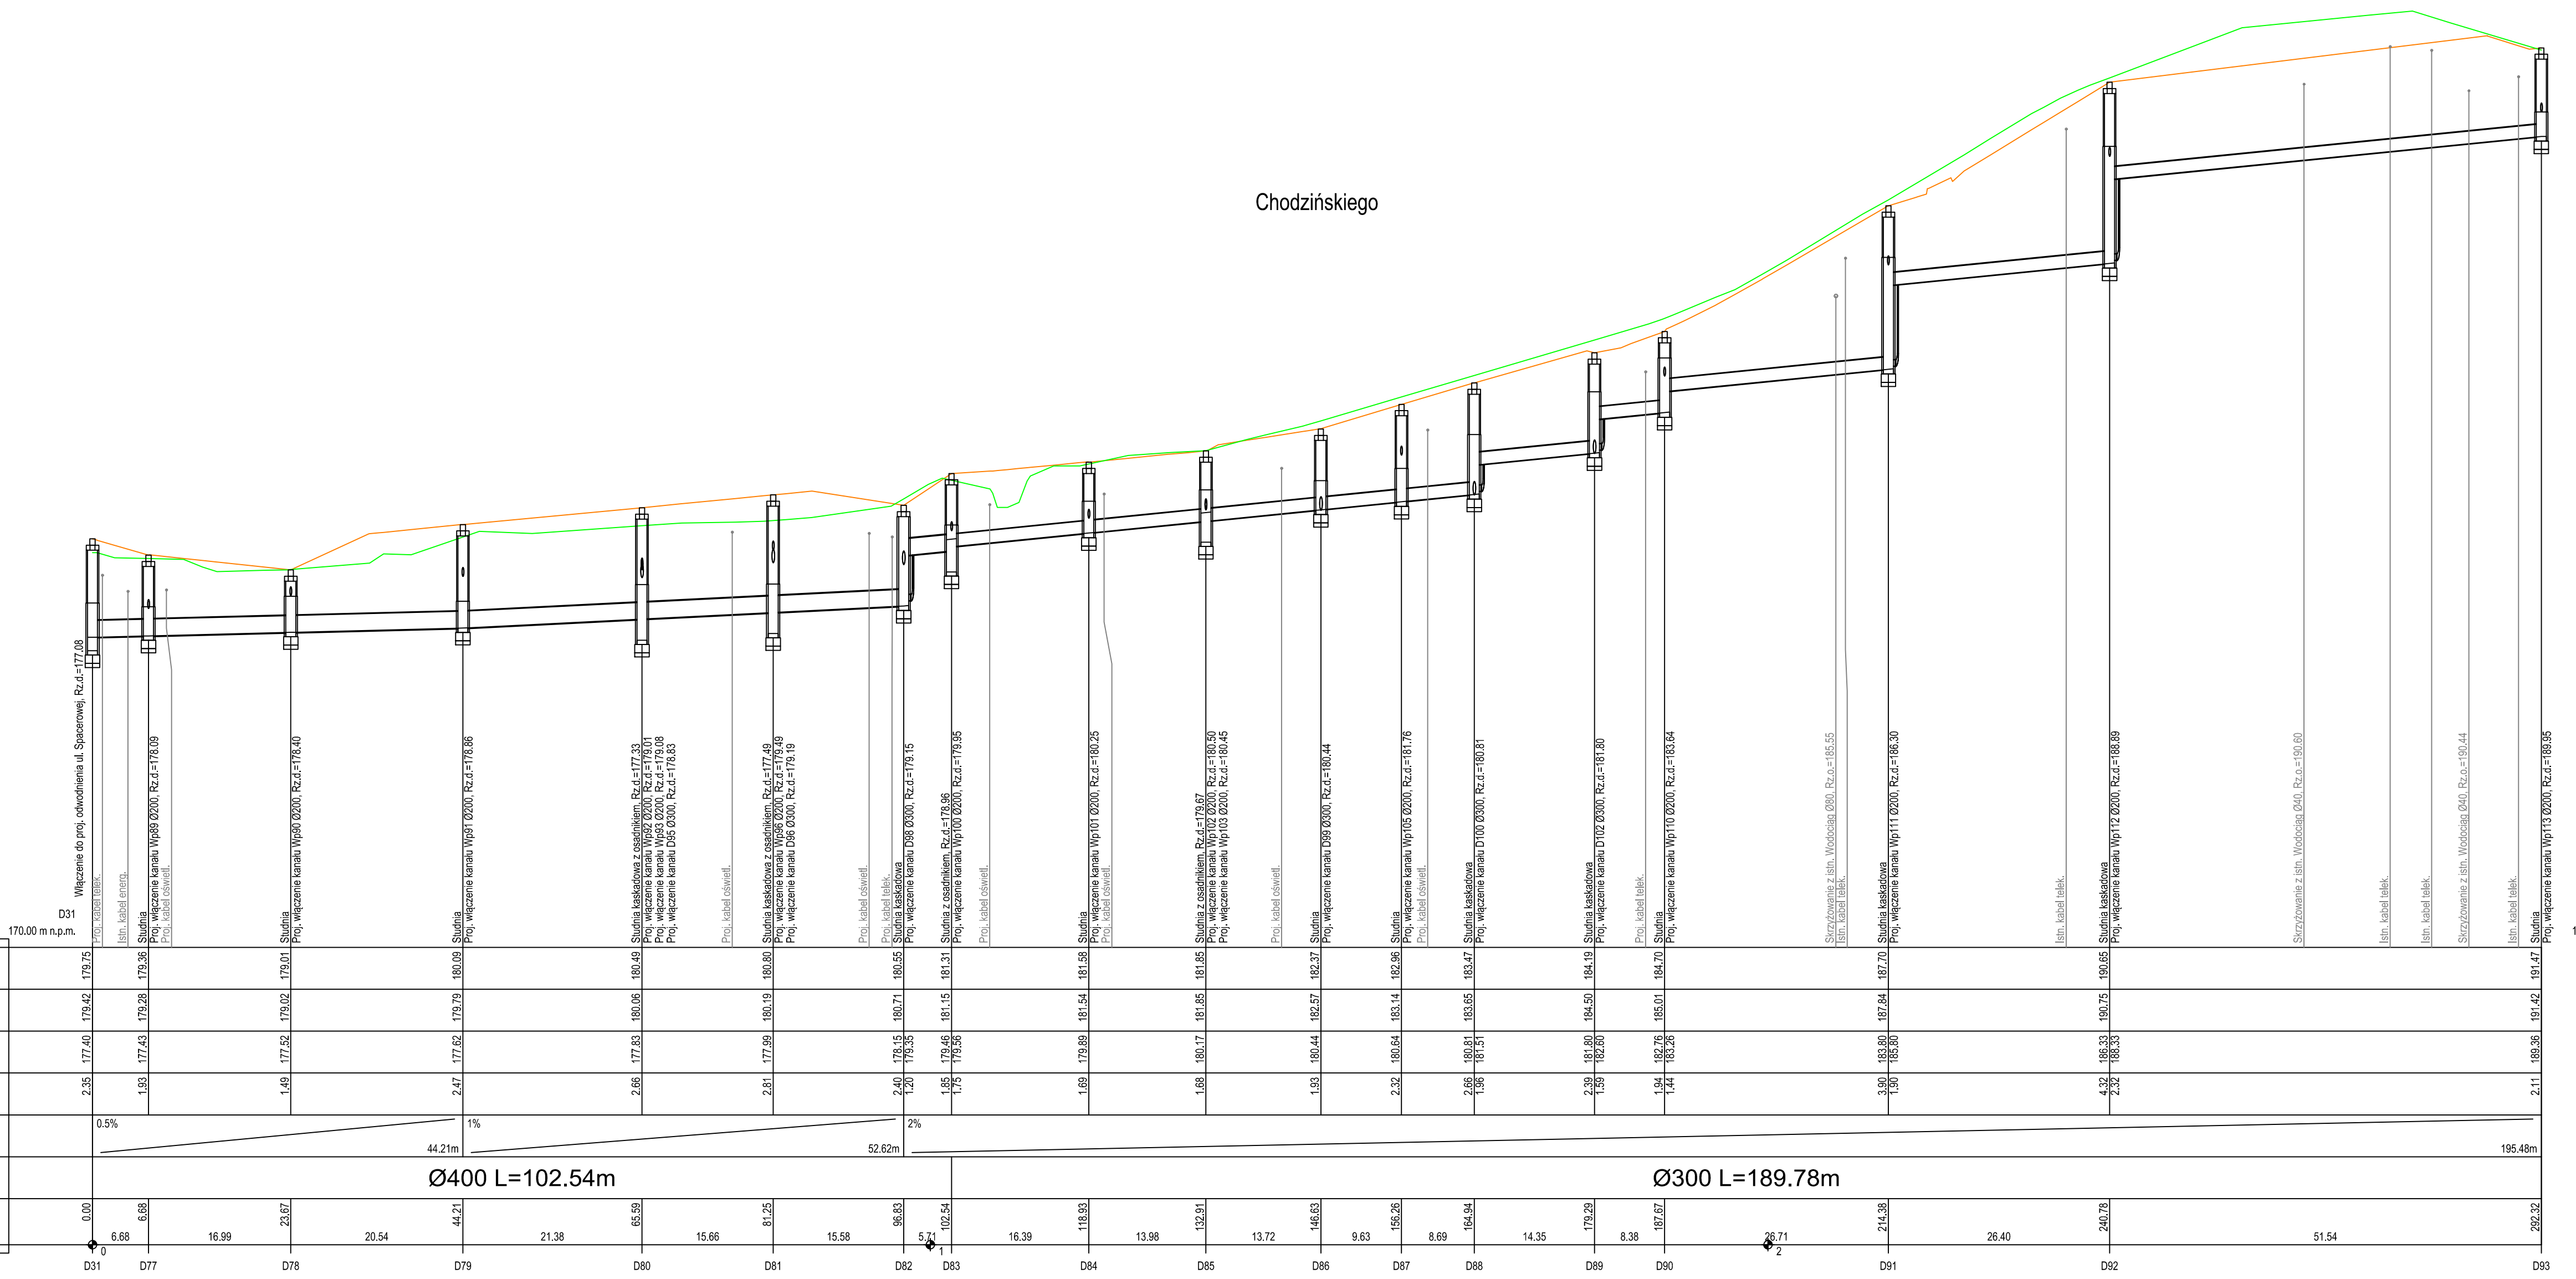 Chodzińskiego
D31
170.00 m n.p.m.
Włączenie do proj. odwodnienia ul. Spacerowej, Rz.d.=177.08
Proj. kabel telek.
Istn. kabel energ.
Studnia
Proj. włączenie kanału Wp89 Ø200, Rz.d.=178.09
Proj. kabel oświetl.
Studnia
Proj. włączenie kanału Wp90 Ø200, Rz.d.=178.40
Studnia
Proj. włączenie kanału Wp91 Ø200, Rz.d.=178.86
Studnia kaskadowa z osadnikiem, Rz.d.=177.33
Proj. włączenie kanału Wp92 Ø200, Rz.d.=179.01
Proj. włączenie kanału Wp93 Ø200, Rz.d.=179.08
Proj. włączenie kanału D95 Ø300, Rz.d.=178.83
Proj. kabel oświetl.
Studnia kaskadowa z osadnikiem, Rz.d.=177.49
Proj. włączenie kanału Wp96 Ø200, Rz.d.=179.49
Proj. włączenie kanału D96 Ø300, Rz.d.=179.19
Proj. kabel oświetl.
Proj. kabel telek.
Studnia kaskadowa
Proj. włączenie kanału D98 Ø300, Rz.d.=179.15
Studnia z osadnikiem, Rz.d.=178.96
Proj. włączenie kanału Wp100 Ø200, Rz.d.=179.95
Proj. kabel oświetl.
Studnia
Proj. włączenie kanału Wp101 Ø200, Rz.d.=180.25
Proj. kabel oświetl.
Studnia z osadnikiem, Rz.d.=179.67
Proj. włączenie kanału Wp102 Ø200, Rz.d.=180.50
Proj. włączenie kanału Wp103 Ø200, Rz.d.=180.45
Proj. kabel oświetl.
Studnia
Proj. włączenie kanału D99 Ø300, Rz.d.=180.44
Studnia
Proj. włączenie kanału Wp105 Ø200, Rz.d.=181.76
Proj. kabel oświetl.
Studnia kaskadowa
Proj. włączenie kanału D100 Ø300, Rz.d.=180.81
Studnia kaskadowa
Proj. włączenie kanału D102 Ø300, Rz.d.=181.80
Proj. kabel telek.
Studnia
Proj. włączenie kanału Wp110 Ø200, Rz.d.=183.64
Skrzyżowanie z istn. Wodociąg Ø80, Rz.o.=185.55
Istn. kabel telek.
Studnia kaskadowa
Proj. włączenie kanału Wp111 Ø200, Rz.d.=186.30
Istn. kabel telek.
Studnia kaskadowa
Proj. włączenie kanału Wp112 Ø200, Rz.d.=188.89
Skrzyżowanie z istn. Wodociąg Ø40, Rz.o.=190.60
Istn. kabel telek.
Istn. kabel telek.
Skrzyżowanie z istn. Wodociąg Ø40, Rz.o.=190.44
Istn. kabel telek.
Studnia
Proj. włączenie kanału Wp113 Ø200, Rz.d.=189.95
1
179.75 179.36 179.01 180.09 180.49 180.80 180.55 181.31 181.58 181.85 182.37 182.96 183.47 184.19 184.70 187.70 190.65 191.47
179.42 179.28 179.02 179.79 180.06 180.19 180.71 181.15 181.54 181.85 182.57 183.14 183.65 184.50 185.01 187.84 190.75 191.42
177.40 177.43 177.52 177.62 177.83 177.99 178.15 179.35 179.46 179.56 179.89 180.17 180.44 180.64 180.81 181.51 181.80 182.60 182.76 183.26 183.80 185.80 186.33 188.33 189.36
2.35 1.93 1.49 2.47 2.66 2.81 2.40 1.20 1.85 1.75 1.69 1.68 1.93 2.32 2.66 1.96 2.39 1.59 1.94 1.44 3.90 1.90 4.32 2.32 2.11
0.5% 1% 2%
44.21m 52.62m 195.48m
Ø400 L=102.54m Ø300 L=189.78m
0.00 6.68 23.67 44.21 65.59 81.25 96.83 102.54 118.93 132.91 146.63 156.26 164.94 179.29 187.67 214.38 240.78 292.32
6.68 16.99 20.54 21.38 15.66 15.58 5.71 16.39 13.98 13.72 9.63 8.69 14.35 8.38 26.71 26.40 51.54
0 1 2
D31 D77 D78 D79 D80 D81 D82 D83 D84 D85 D86 D87 D88 D89 D90 D91 D92 D93